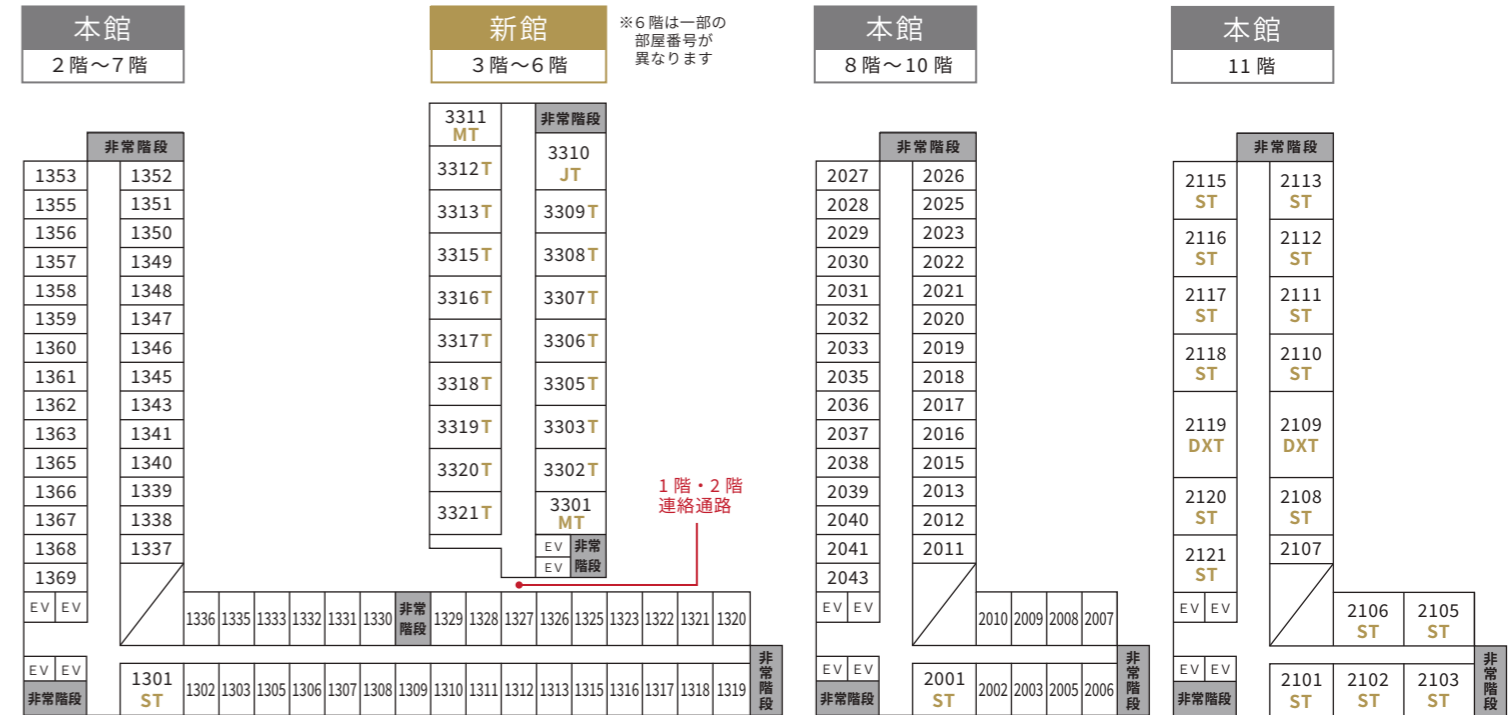 本館
2階～7階
非常階段
1353 1352
1355 1351
1356 1350
1357 1349
1358 1348
1359 1347
1360 1346
1361 1345
1362 1343
1363 1341
1365 1340
1366 1339
1367 1338
1368 1337
1369
EV EV
1336 1335 1333 1332 1331 1330 非常階段 1329 1328 1327 1326 1325 1323 1322 1321 1320
EV EV
非常階段
1301 ST 1302 1303 1305 1306 1307 1308 1309 1310 1311 1312 1313 1315 1316 1317 1318 1319
非常階段
新館
3階～6階
※6階は一部の
部屋番号が
異なります
3311 MT 非常階段
3312T 3310 JT
3313T 3309T
3315T 3308T
3316T 3307T
3317T 3306T
3318T 3305T
3319T 3303T
3320T 3302T
3321T 3301 MT
EV 非常
EV 階段
1階・2階
連絡通路
本館
8階～10階
非常階段
2027 2026
2028 2025
2029 2023
2030 2022
2031 2021
2032 2020
2033 2019
2035 2018
2036 2017
2037 2016
2038 2015
2039 2013
2040 2012
2041 2011
2043
EV EV
2010 2009 2008 2007
EV EV
非常階段
2001 ST 2002 2003 2005 2006
非常階段
本館
11階
非常階段
2115 ST 2113 ST
2116 ST 2112 ST
2117 ST 2111 ST
2118 ST 2110 ST
2119 DXT 2109 DXT
2120 ST 2108 ST
2121 ST 2107
EV EV
2106 ST 2105 ST
EV EV
非常階段
2101 ST 2102 ST 2103 ST
非常階段